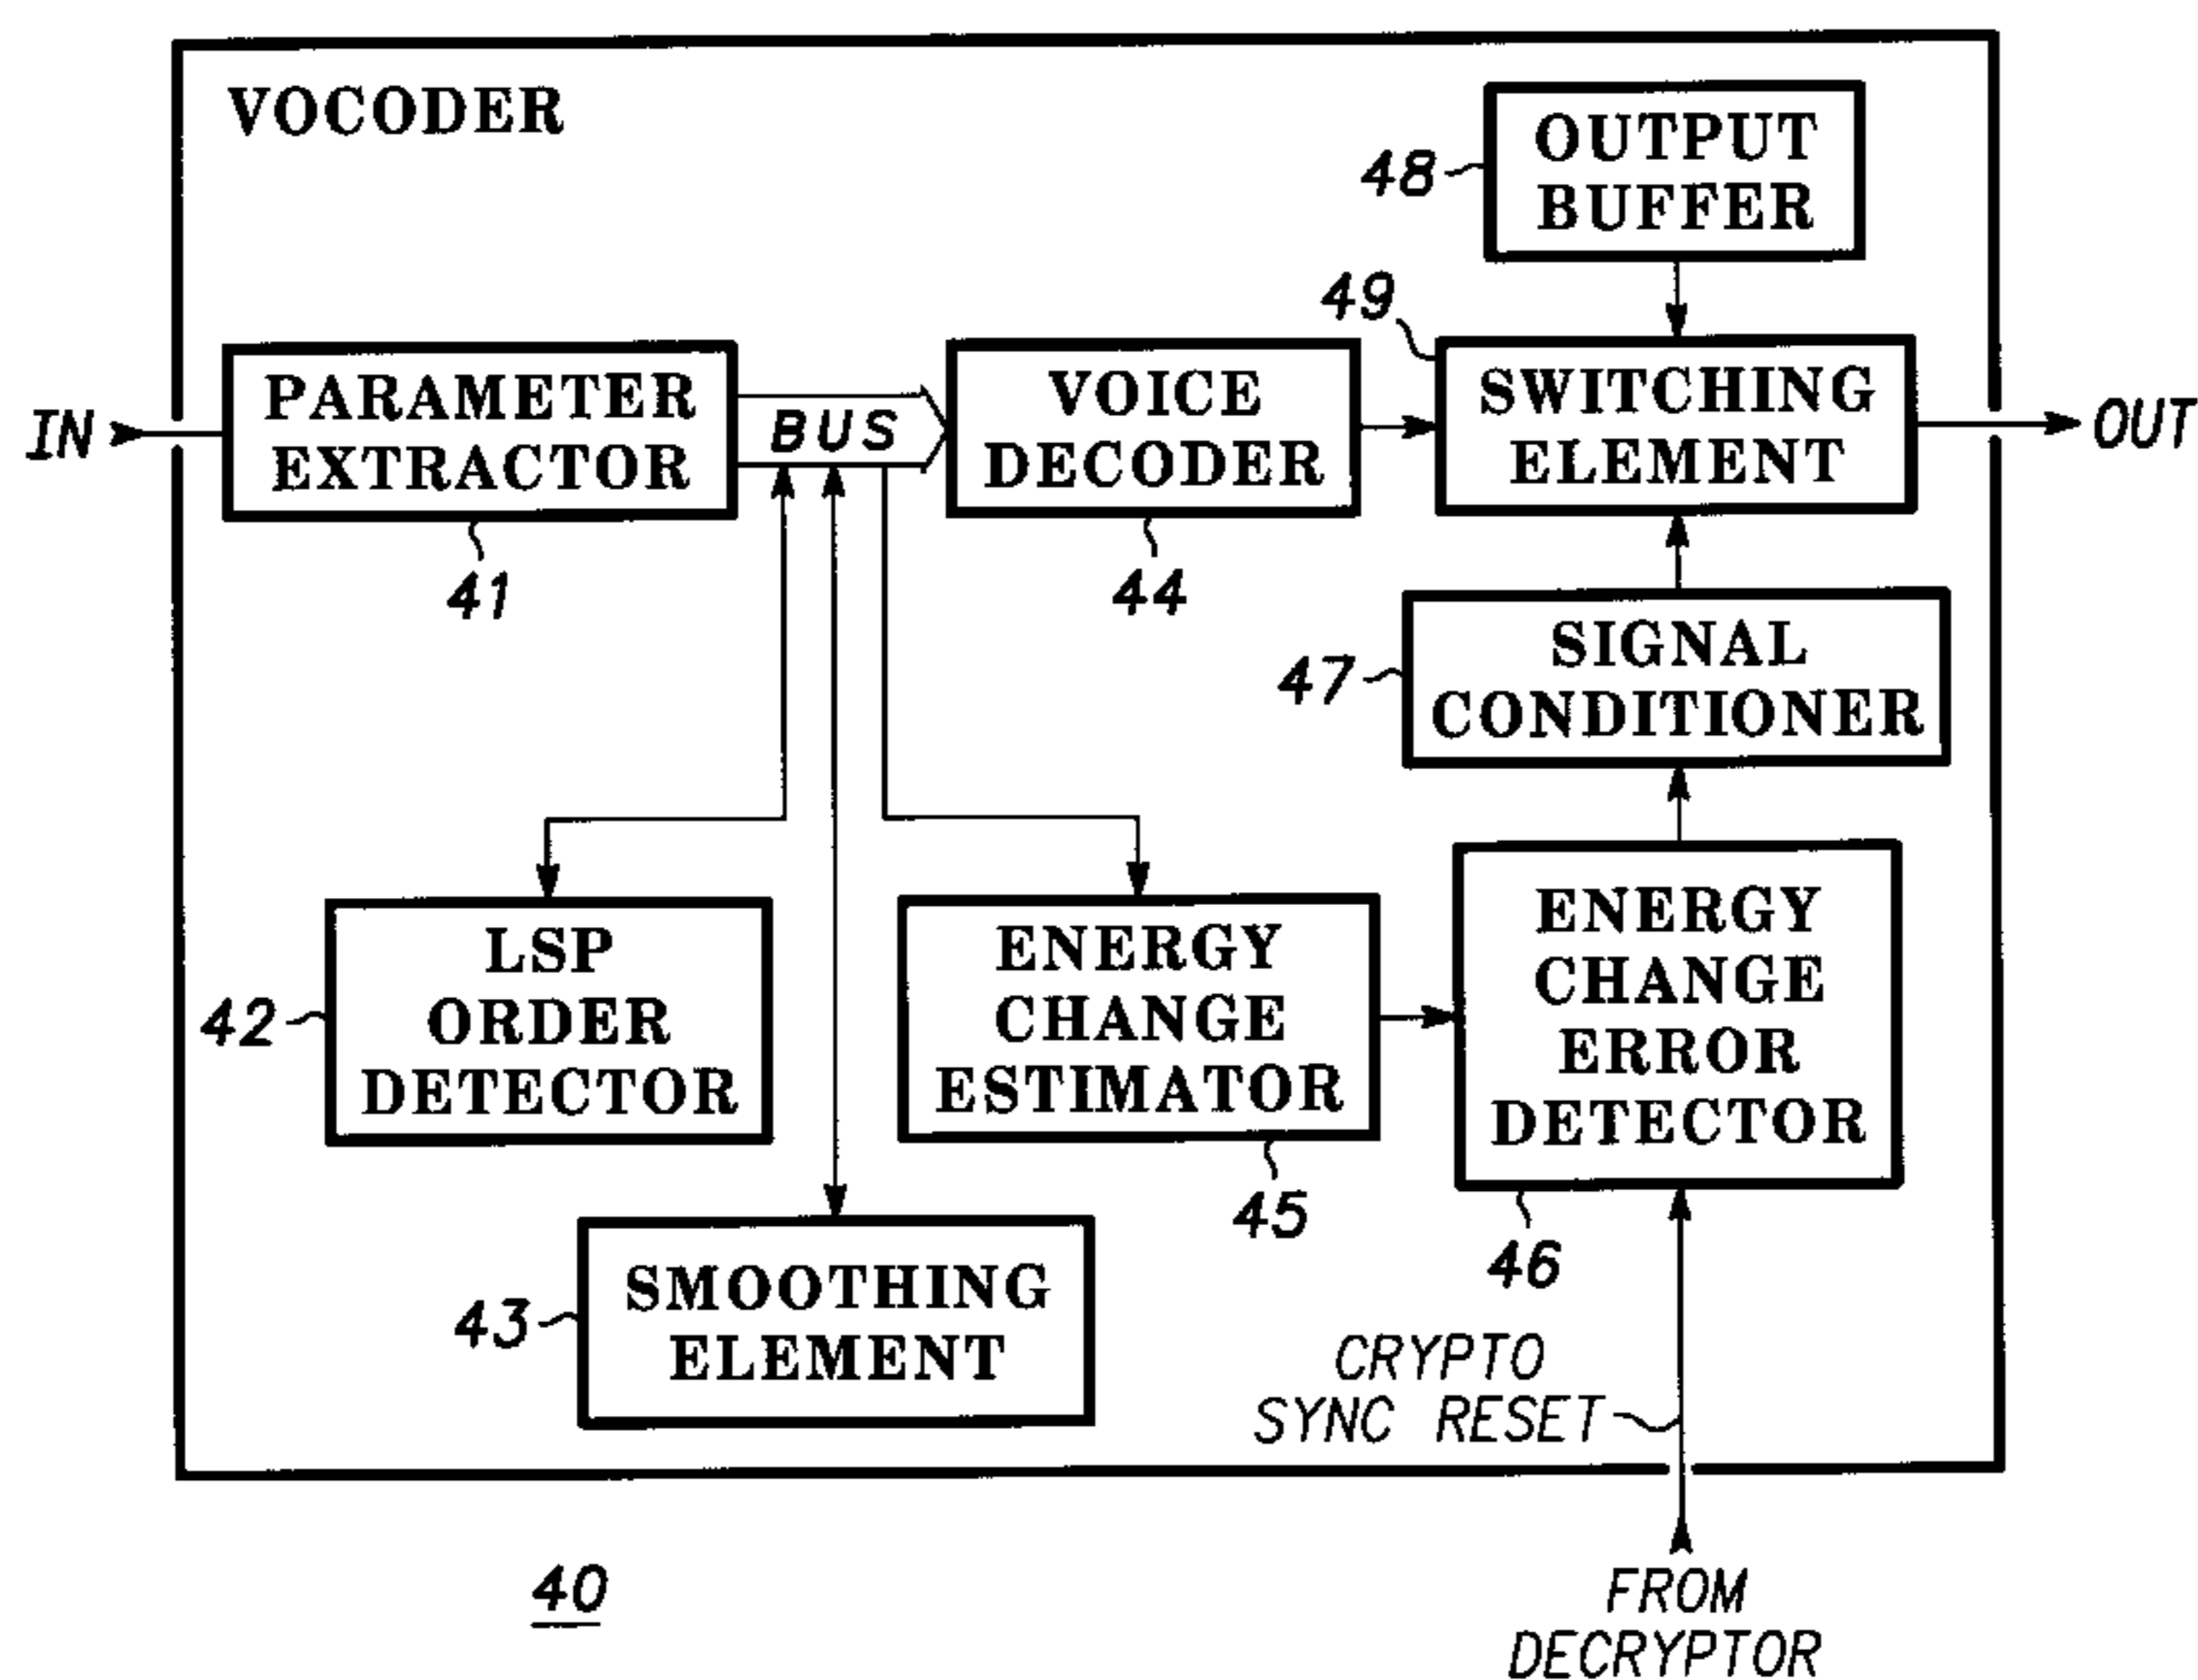 VOCODER
OUTPUT
BUFFER
48
49
IN
PARAMETER
EXTRACTOR
41
BUS
VOICE
DECODER
44
SWITCHING
ELEMENT
OUT
47
SIGNAL
CONDITIONER
42
LSP
ORDER
DETECTOR
ENERGY
CHANGE
ESTIMATOR
45
ENERGY
CHANGE
ERROR
DETECTOR
46
43
SMOOTHING
ELEMENT
CRYPTO
SYNC RESET
40
FROM
DECRYPTOR